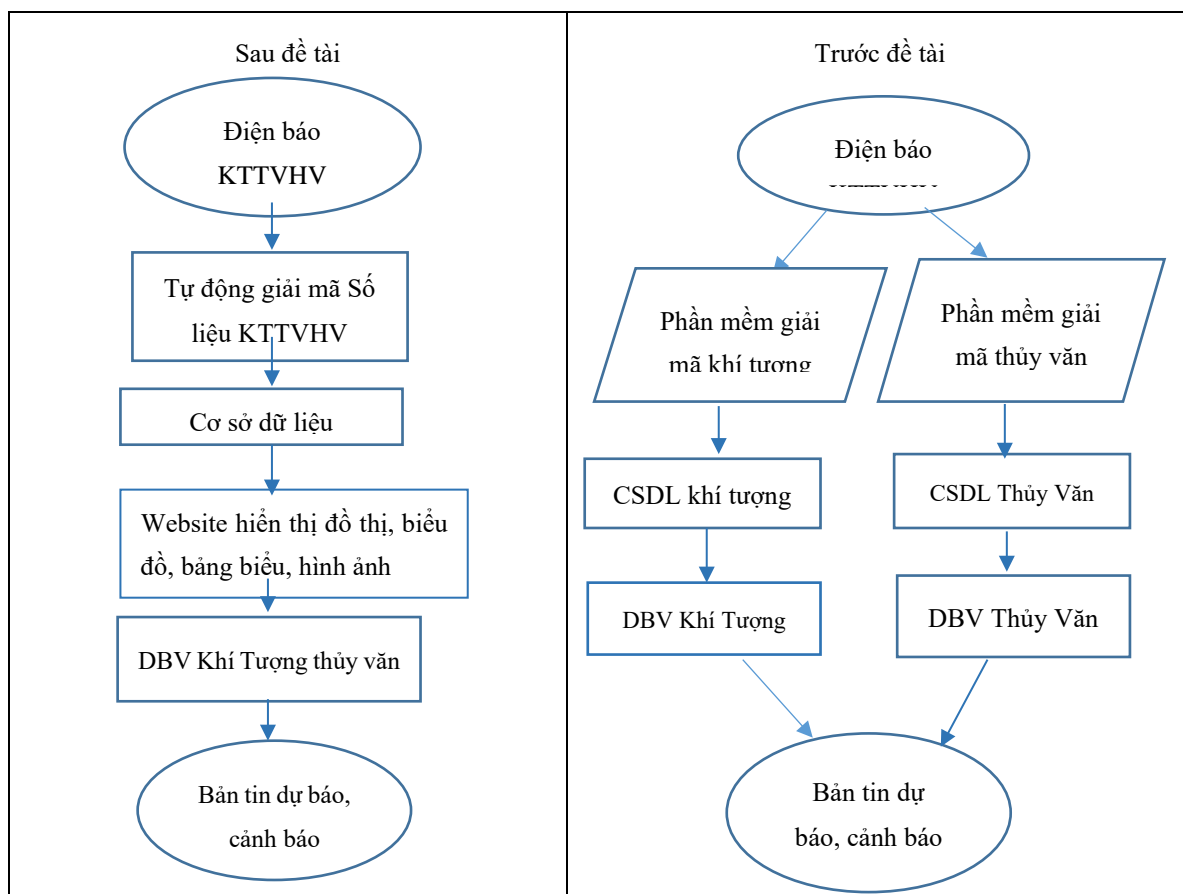 Sau đề tài
Điện báo
KTTVHV
Tự động giải mã Số
liệu KTTVHV
Cơ sở dữ liệu
Website hiển thị đồ thị, biểu
đồ, bảng biểu, hình ảnh
DBV Khí Tượng thủy văn
Bản tin dự báo,
cảnh báo
Trước đề tài
Điện báo
Phần mềm giải
mã khí tượng
Phần mềm giải
mã thủy văn
CSDL khí tượng
CSDL Thủy Văn
DBV Khí Tượng
DBV Thủy Văn
Bản tin dự
báo, cảnh báo